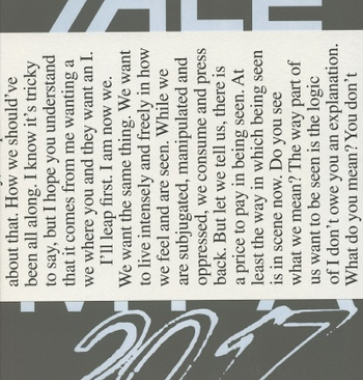 YALE
about that. How we should've
been all along. I know it's tricky
to say, but I hope you understand
that it comes from me wanting a
we where you and they want an I.
I'll leap first. I am now we.
We want the same thing. We want
to live intensely and freely in how
we feel and are seen. While we
are subjugated, manipulated and
oppressed, we consume and press
back. But let we tell us, there is
a price to pay in being seen. At
least the way in which being seen
is in scene now. Do you see
what we mean? The way part of
us want to be seen is the logic
of I don't owe you an explanation.
What do you mean? You don't
MFA
2017